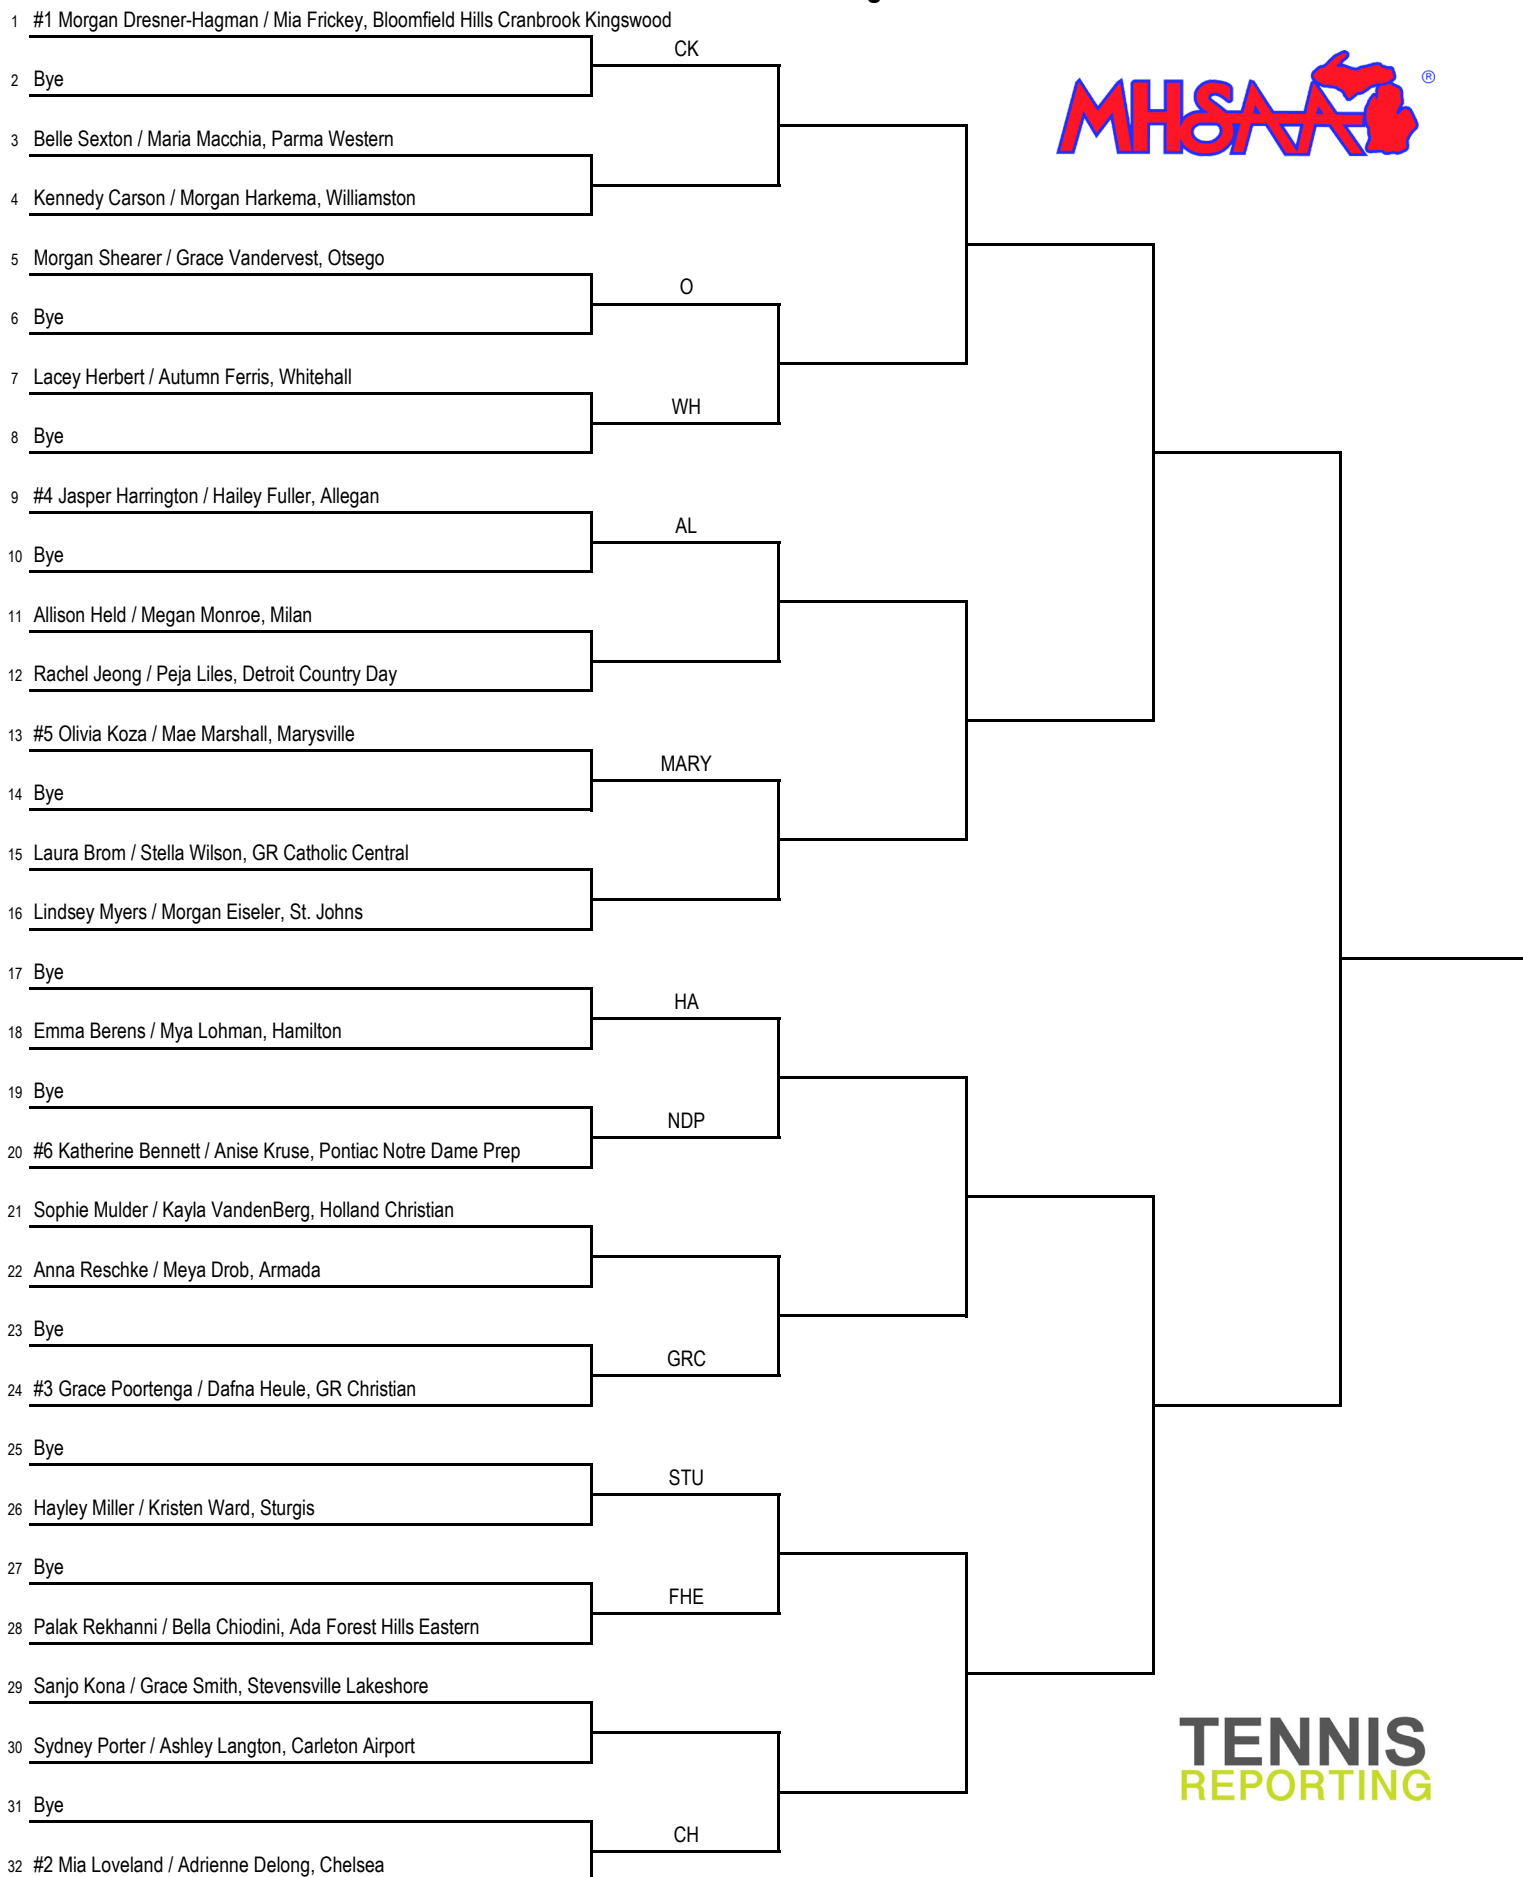 1 #1 Morgan Dresner-Hagman / Mia Frickey, Bloomfield Hills Cranbrook Kingswood
CK
2 Bye
3 Belle Sexton / Maria Macchia, Parma Western
4 Kennedy Carson / Morgan Harkema, Williamston
5 Morgan Shearer / Grace Vandervest, Otsego
O
6 Bye
7 Lacey Herbert / Autumn Ferris, Whitehall
WH
8 Bye
9 #4 Jasper Harrington / Hailey Fuller, Allegan
AL
10 Bye
11 Allison Held / Megan Monroe, Milan
12 Rachel Jeong / Peja Liles, Detroit Country Day
13 #5 Olivia Koza / Mae Marshall, Marysville
MARY
14 Bye
15 Laura Brom / Stella Wilson, GR Catholic Central
16 Lindsey Myers / Morgan Eiseler, St. Johns
17 Bye
HA
18 Emma Berens / Mya Lohman, Hamilton
19 Bye
NDP
20 #6 Katherine Bennett / Anise Kruse, Pontiac Notre Dame Prep
21 Sophie Mulder / Kayla VandenBerg, Holland Christian
22 Anna Reschke / Meya Drob, Armada
23 Bye
GRC
24 #3 Grace Poortenga / Dafna Heule, GR Christian
25 Bye
STU
26 Hayley Miller / Kristen Ward, Sturgis
27 Bye
FHE
28 Palak Rekhanni / Bella Chiodini, Ada Forest Hills Eastern
29 Sanjo Kona / Grace Smith, Stevensville Lakeshore
30 Sydney Porter / Ashley Langton, Carleton Airport
31 Bye
CH
32 #2 Mia Loveland / Adrienne Delong, Chelsea
MHSAA ®
TENNIS
REPORTING